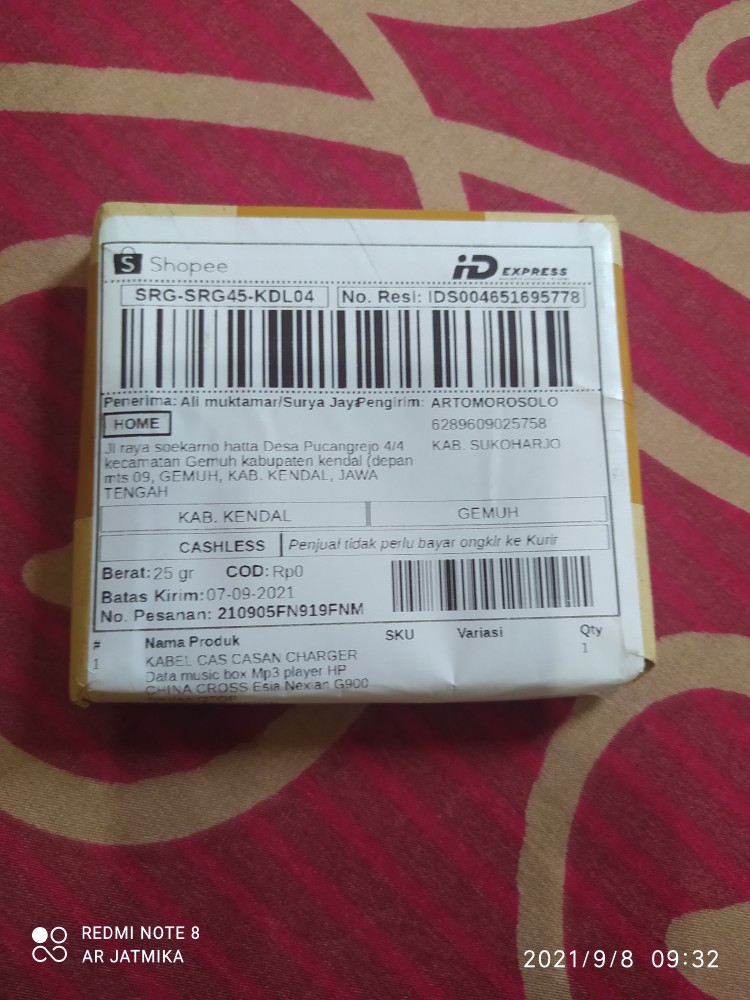 S Shopee
iD EXPRESS
SRG-SRG45-KDL04
No. Resi: IDS004651695778
Penerima: Ali muktamar/Surya Jay
HOME
Jl raya soekarno hatta Desa Pucangrejo 4/4
kecamatan Gemuh kabupaten kendal (depan
mts 09, GEMUH, KAB. KENDAL, JAWA
TENGAH
Pengirim: ARTOMOROSOLO
6289609025758
KAB. SUKOHARJO
KAB. KENDAL
GEMUH
CASHLESS
Penjual tidak perlu bayar ongkir ke Kurir
Berat: 25 gr COD: Rp0
Batas Kirim: 07-09-2021
No. Pesanan: 210905FN919FNM
# Nama Produk SKU Variasi Qty
1 KABEL CAS CASAN CHARGER 1
Data music box Mp3 player HP
CHINA CROSS Esia Nexian G900
REDMI NOTE 8
AR JATMIKA
2021/9/8 09:32